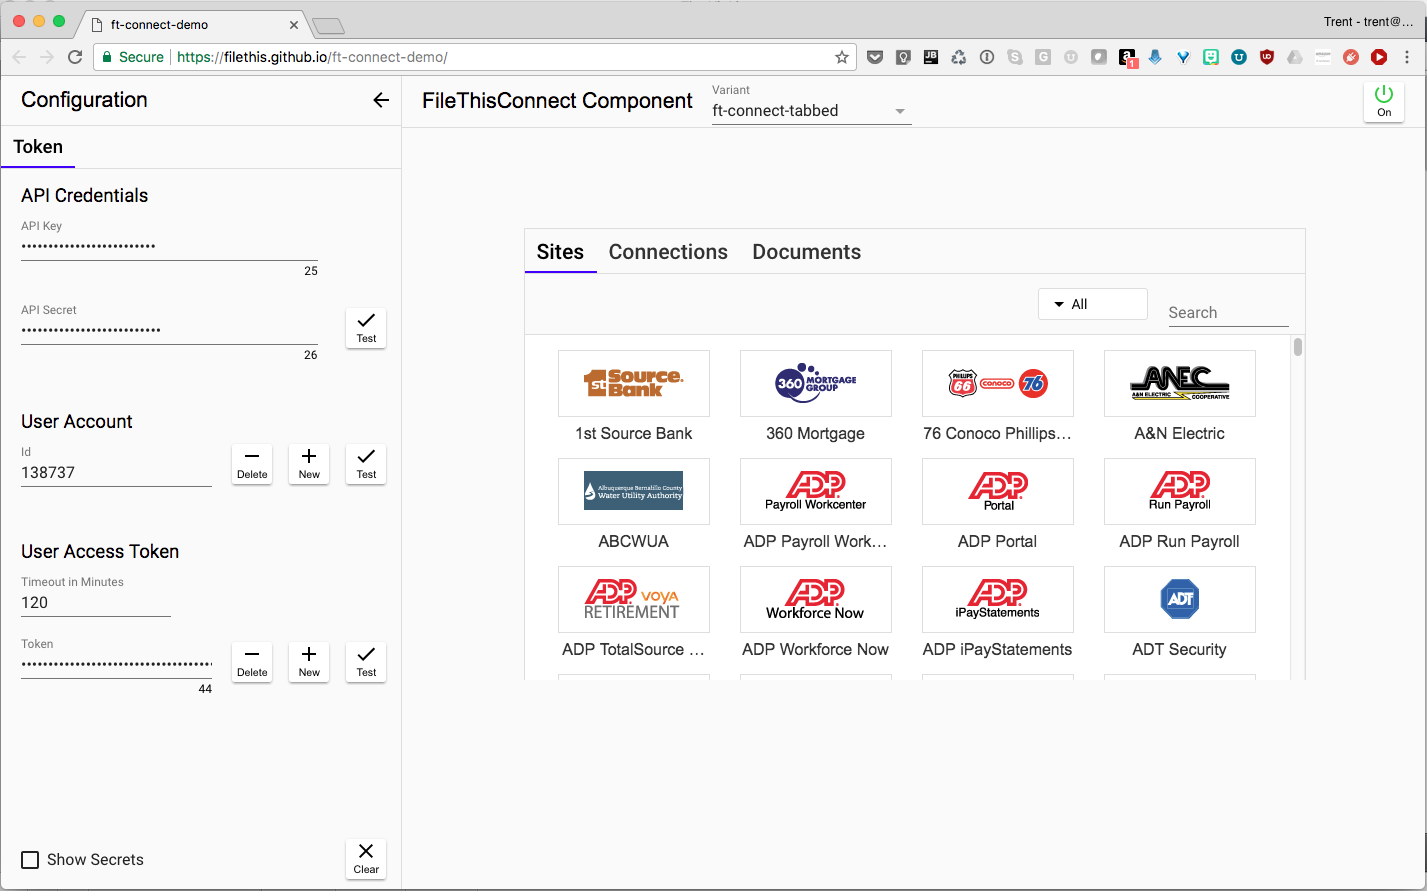 ft-connect-demo
Trent - trent@...
Secure
https://filethis.github.io/ft-connect-demo/
Configuration
Token
API Credentials
API Key
•••••••••••••••••••••••••
25
API Secret
••••••••••••••••••••••••••
26
Test
User Account
Id
138737
Delete
New
Test
User Access Token
Timeout in Minutes
120
Token
44
Delete
New
Test
Show Secrets
Clear
FileThisConnect Component
Variant
ft-connect-tabbed
On
Sites Connections Documents
All
Search
1st Source. Bank
360 MORTGAGE GROUP
PHILLIPS 66 conoco 76
ANEC A&N ELECTRIC COOPERATIVE
1st Source Bank
360 Mortgage
76 Conoco Phillips...
A&N Electric
Albuquerque Bernalillo County
Water Utility Authority
ADP Payroll Workcenter
ADP Portal
ADP Run Payroll
ABCWUA
ADP Payroll Work...
ADP Portal
ADP Run Payroll
ADP VOYA RETIREMENT
ADP Workforce Now
ADP iPayStatements
ADT
ADP TotalSource ...
ADP Workforce Now
ADP iPayStatements
ADT Security